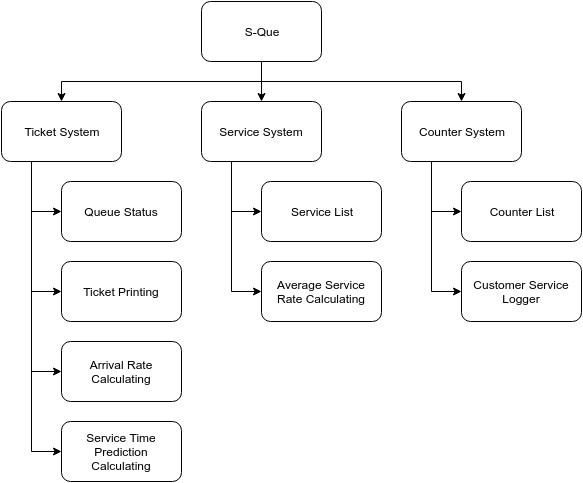 S-Que
Ticket System
Service System
Counter System
Queue Status
Service List
Counter List
Ticket Printing
Average Service
Rate Calculating
Customer Service
Logger
Arrival Rate
Calculating
Service Time
Prediction
Calculating